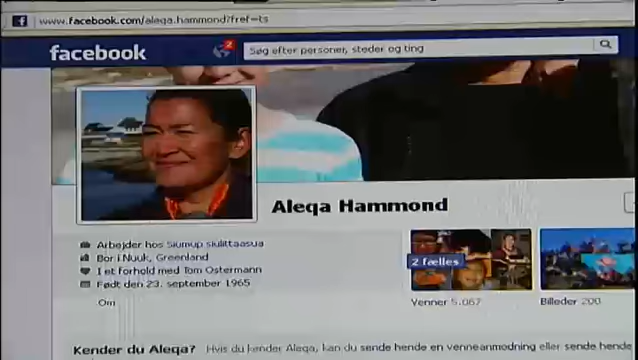 www.facebook.com/aleqa.hammond?fref=ts
facebook
2
Søg efter personer, steder og ting
Aleqa Hammond
Arbejder hos Siumup siulittaasua
Bor i Nuuk, Greenland
I et forhold med Tom Ostermann
Født den 23. september 1965
Om
2 fælles
Venner 5.067
Billeder 200
Kender du Aleqa? Hvis du kender Aleqa, kan du sende hende en venneanmodning eller sende hende